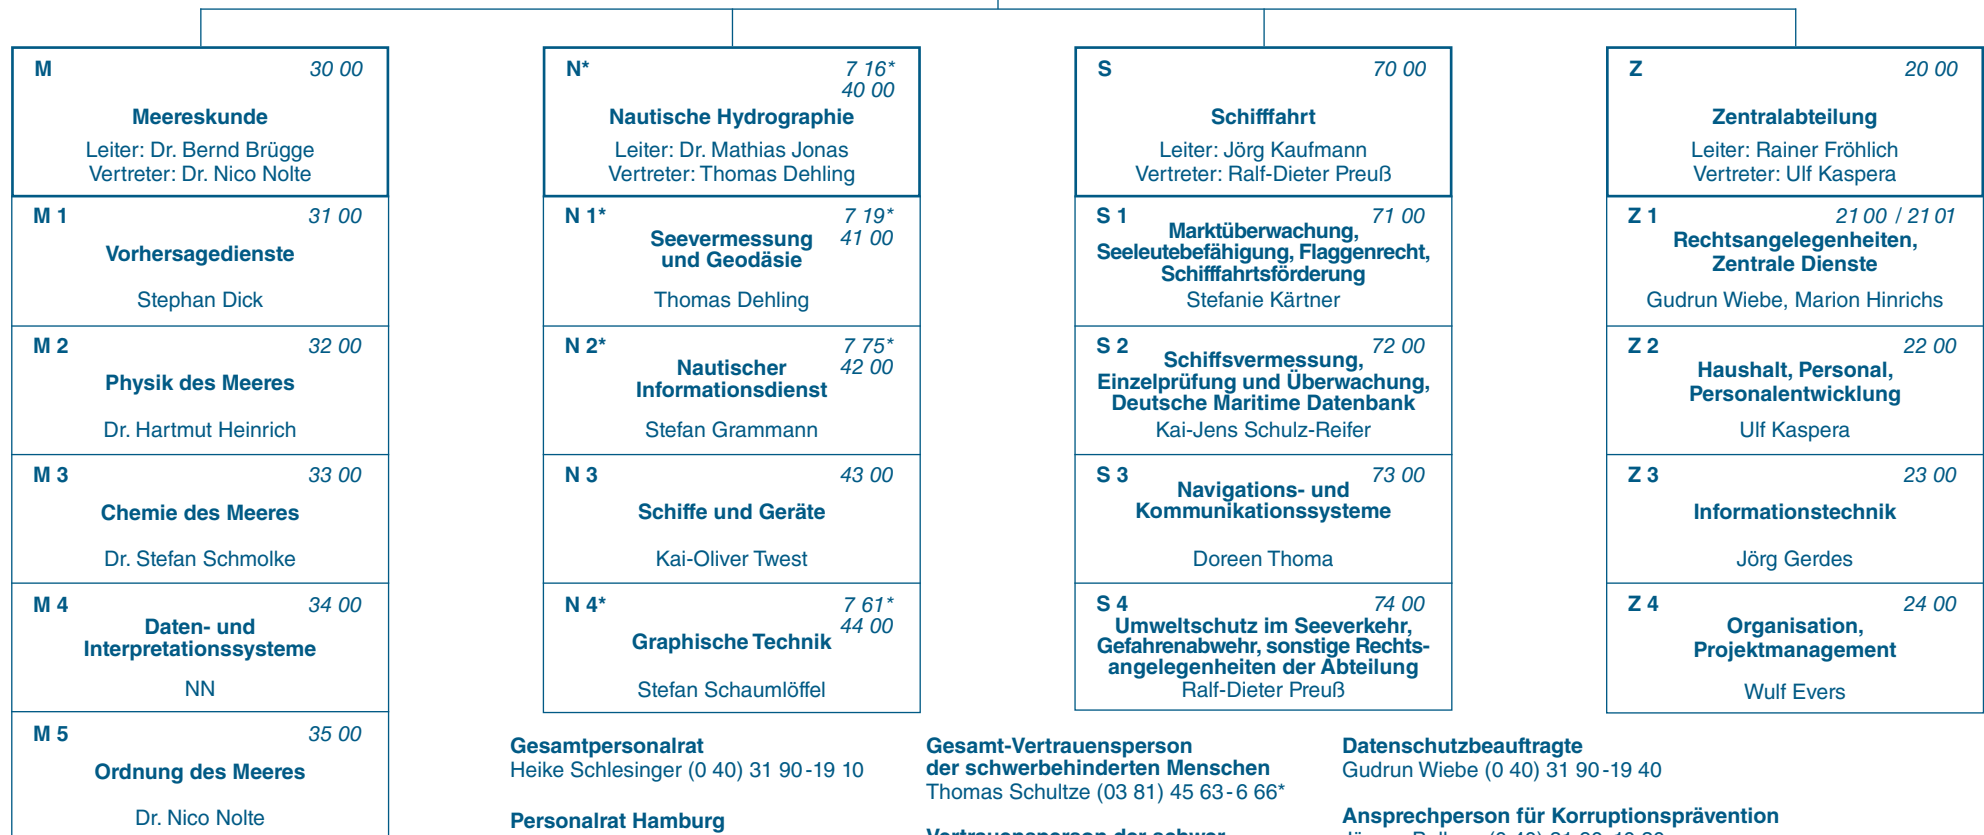 M 30 00
Meereskunde
Leiter: Dr. Bernd Brügge
Vertreter: Dr. Nico Nolte
M 1 31 00
Vorhersagedienste
Stephan Dick
M 2 32 00
Physik des Meeres
Dr. Hartmut Heinrich
M 3 33 00
Chemie des Meeres
Dr. Stefan Schmolke
M 4 34 00
Daten- und
Interpretationssysteme
NN
M 5 35 00
Ordnung des Meeres
Dr. Nico Nolte
N* 7 16*
40 00
Nautische Hydrographie
Leiter: Dr. Mathias Jonas
Vertreter: Thomas Dehling
N 1* 7 19*
Seevermessung 41 00
und Geodäsie
Thomas Dehling
N 2* 7 75*
Nautischer 42 00
Informationsdienst
Stefan Grammann
N 3 43 00
Schiffe und Geräte
Kai-Oliver Twest
N 4* 7 61*
44 00
Graphische Technik
Stefan Schaumlöffel
S 70 00
Schifffahrt
Leiter: Jörg Kaufmann
Vertreter: Ralf-Dieter Preuß
S 1 71 00
Marktüberwachung,
Seeleutebefähigung, Flaggenrecht,
Schifffahrtsförderung
Stefanie Kärtner
S 2 72 00
Schiffsvermessung,
Einzelprüfung und Überwachung,
Deutsche Maritime Datenbank
Kai-Jens Schulz-Reifer
S 3 73 00
Navigations- und
Kommunikationssysteme
Doreen Thoma
S 4 74 00
Umweltschutz im Seeverkehr,
Gefahrenabwehr, sonstige Rechts-
angelegenheiten der Abteilung
Ralf-Dieter Preuß
Z 20 00
Zentralabteilung
Leiter: Rainer Fröhlich
Vertreter: Ulf Kaspera
Z 1 21 00 / 21 01
Rechtsangelegenheiten,
Zentrale Dienste
Gudrun Wiebe, Marion Hinrichs
Z 2 22 00
Haushalt, Personal,
Personalentwicklung
Ulf Kaspera
Z 3 23 00
Informationstechnik
Jörg Gerdes
Z 4 24 00
Organisation,
Projektmanagement
Wulf Evers
Gesamtpersonalrat
Heike Schlesinger (0 40) 31 90-19 10
Personalrat Hamburg
Gesamt-Vertrauensperson
der schwerbehinderten Menschen
Thomas Schultze (03 81) 45 63-6 66*
Vertrauensperson der schwer-
Datenschutzbeauftragte
Gudrun Wiebe (0 40) 31 90-19 40
Ansprechperson für Korruptionsprävention